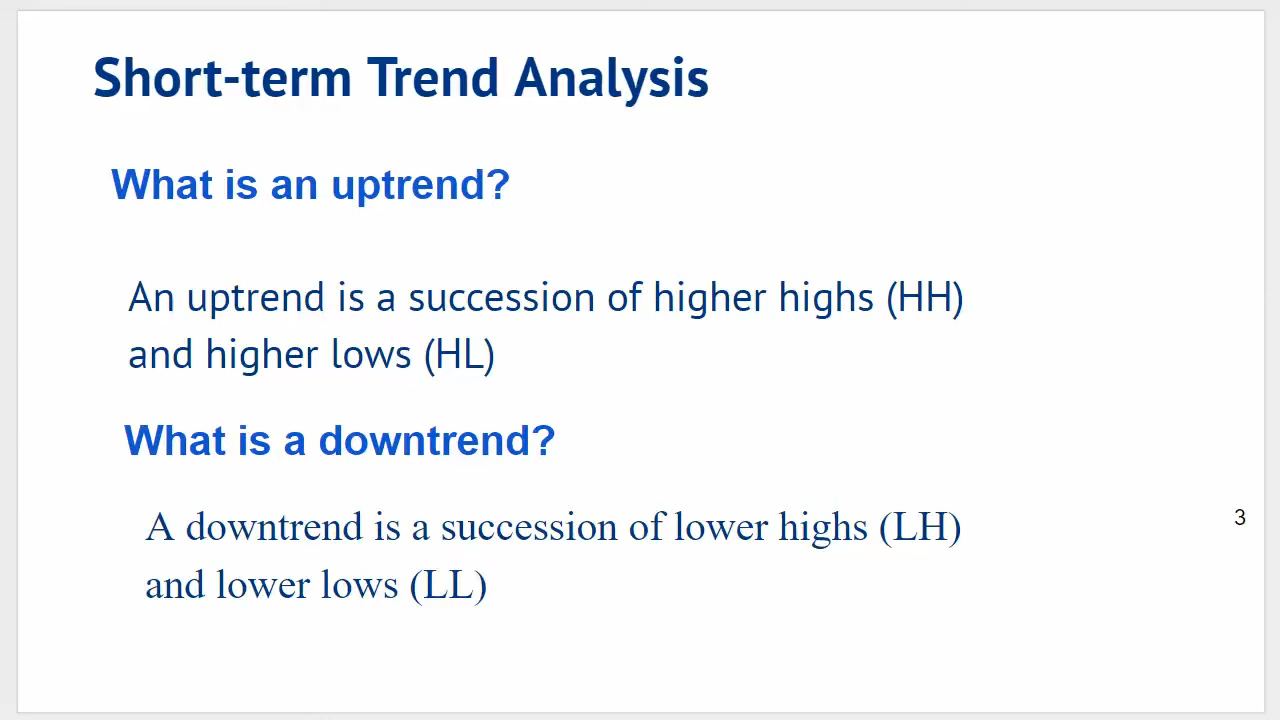 Short-term Trend Analysis
What is an uptrend?
An uptrend is a succession of higher highs (HH)
and higher lows (HL)
What is a downtrend?
A downtrend is a succession of lower highs (LH)
and lower lows (LL)
3